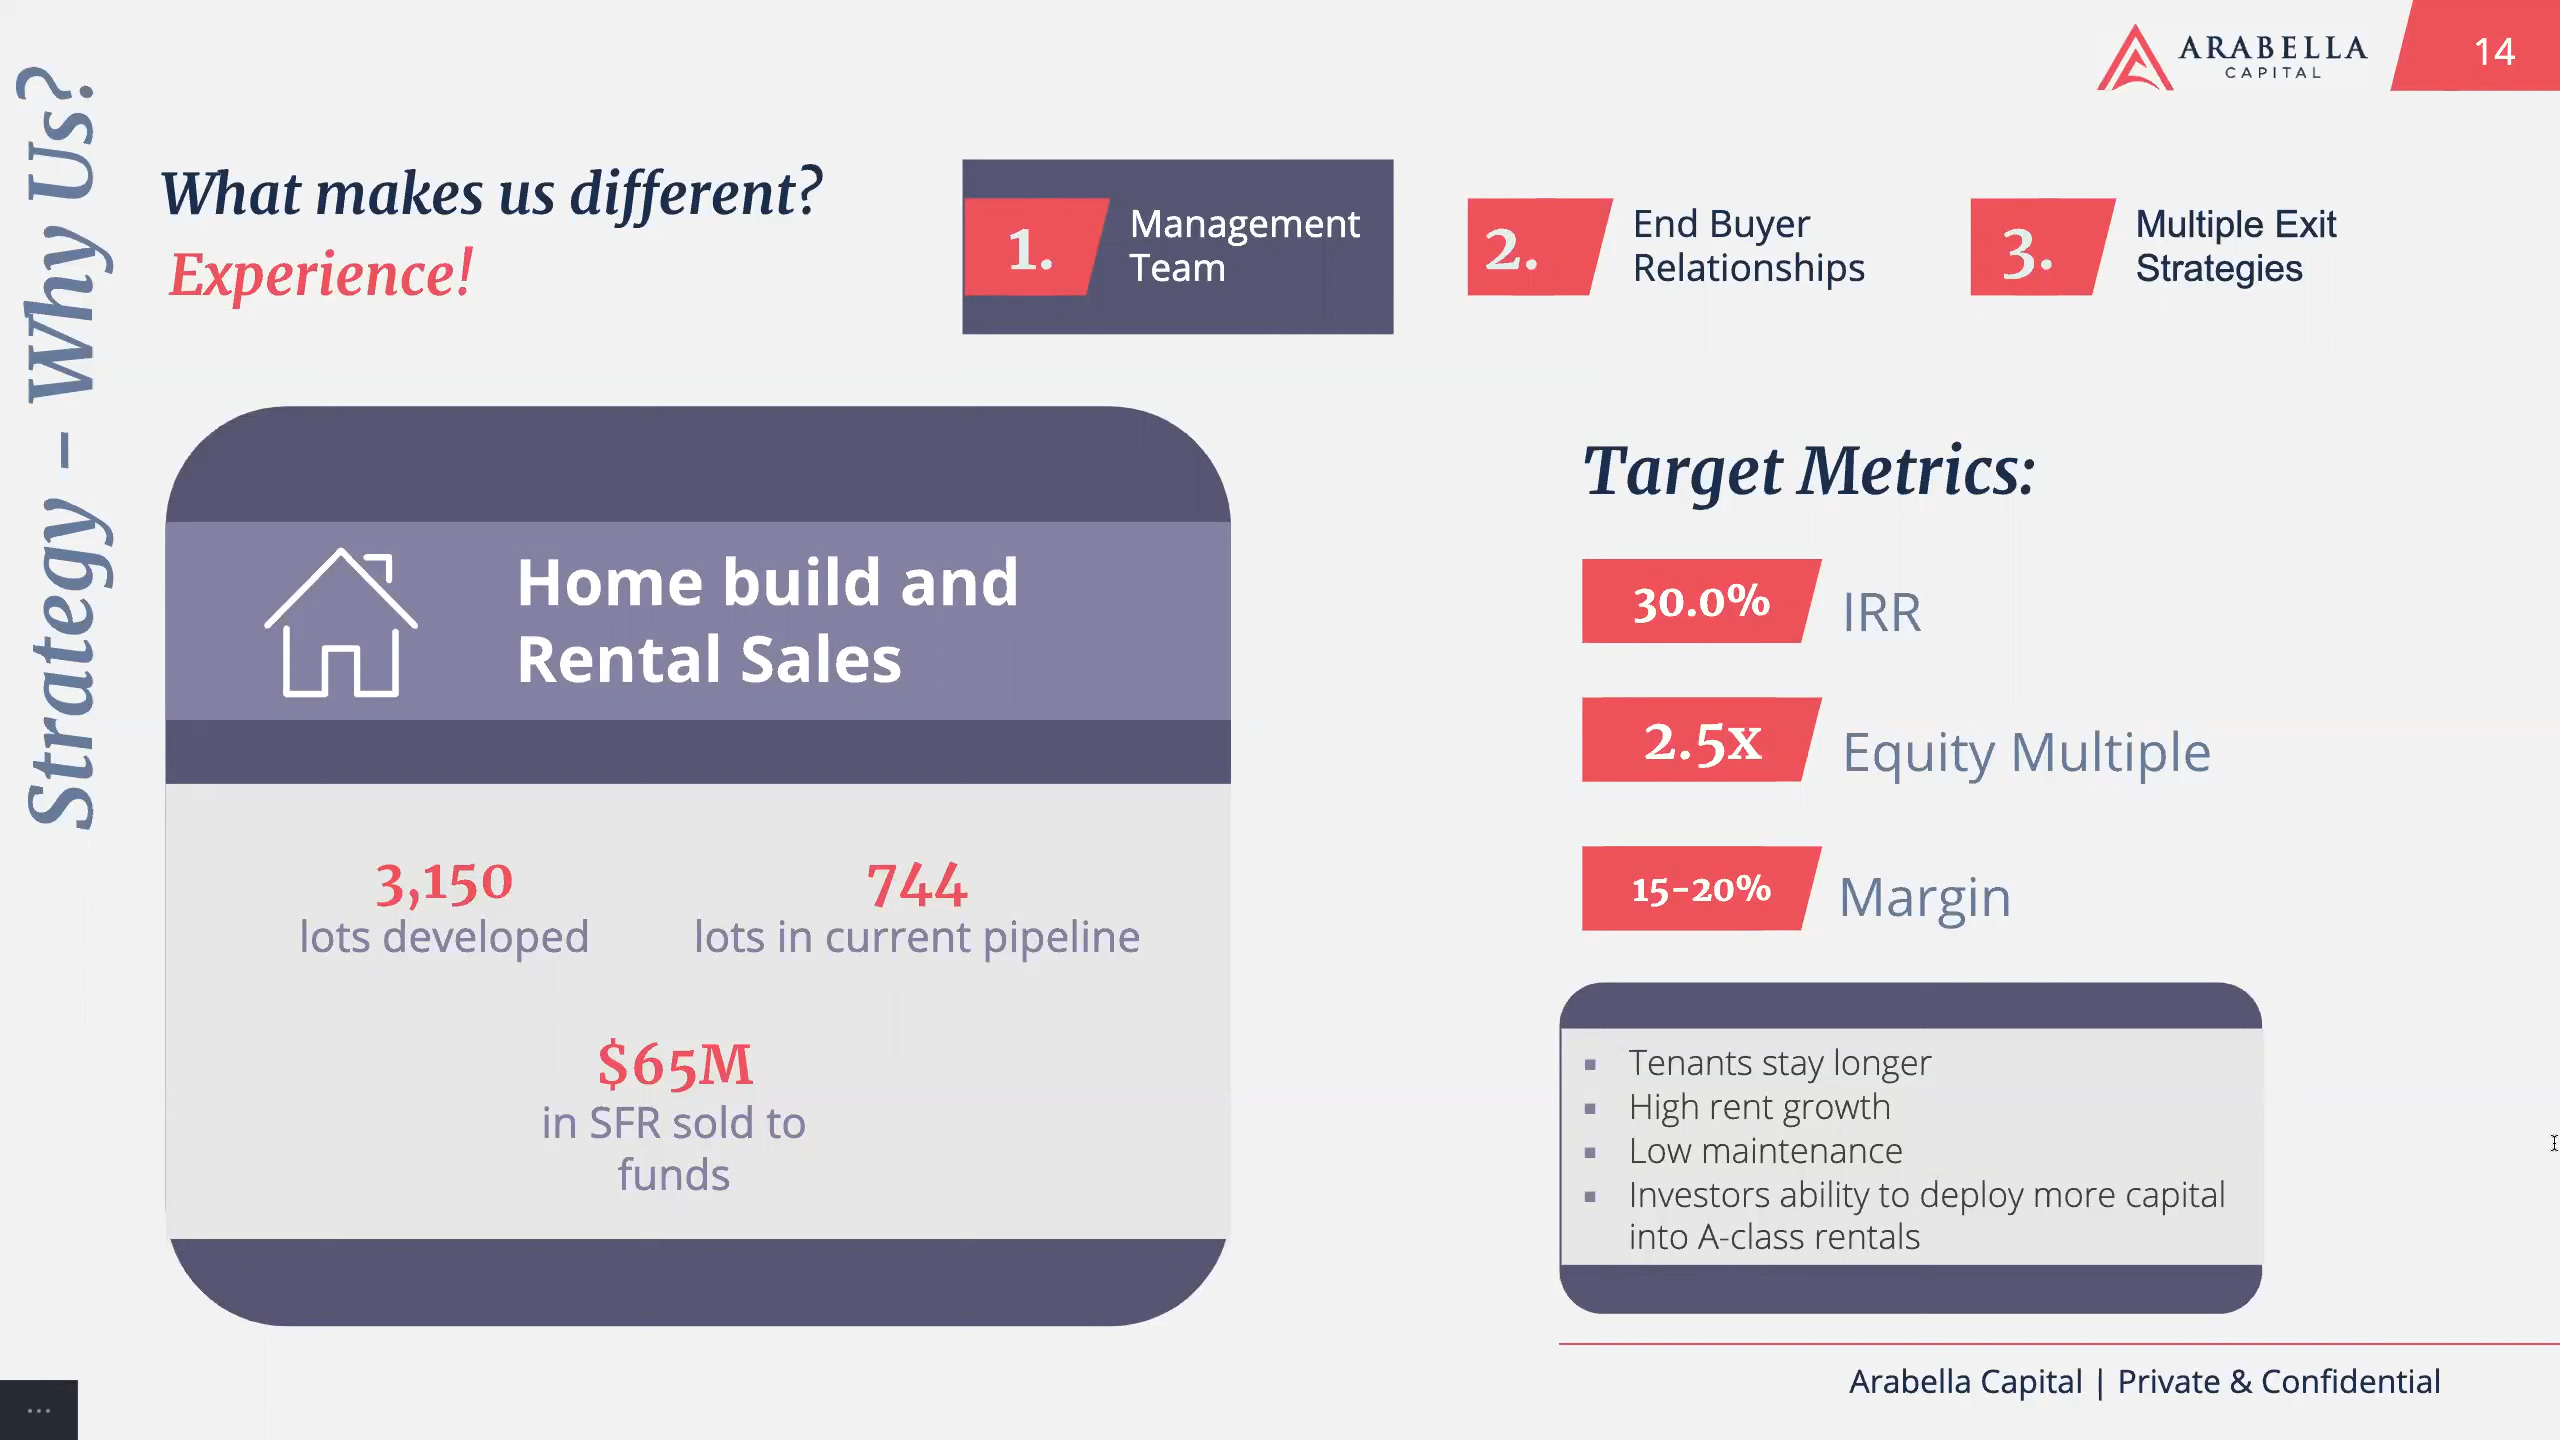 Strategy – Why Us?
ARABELLA
CAPITAL
14
What makes us different?
Experience!
1.
Management
Team
2.
End Buyer
Relationships
3.
Multiple Exit
Strategies
Home build and
Rental Sales
3,150
lots developed
744
lots in current pipeline
$65M
in SFR sold to
funds
Target Metrics:
30.0%
IRR
2.5x
Equity Multiple
15-20%
Margin
▪ Tenants stay longer
▪ High rent growth
▪ Low maintenance
▪ Investors ability to deploy more capital
into A-class rentals
Arabella Capital | Private & Confidential
...